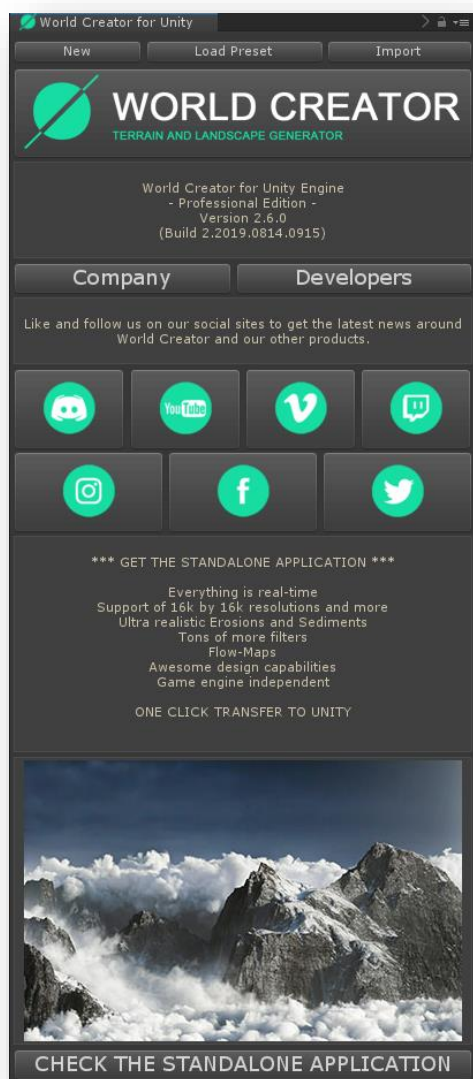 World Creator for Unity
New
Load Preset
Import
WORLD CREATOR
TERRAIN AND LANDSCAPE GENERATOR
World Creator for Unity Engine
- Professional Edition -
Version 2.6.0
(Build 2.2019.0814.0915)
Company
Developers
Like and follow us on our social sites to get the latest news around
World Creator and our other products.
You Tube
*** GET THE STANDALONE APPLICATION ***
Everything is real-time
Support of 16k by 16k resolutions and more
Ultra realistic Erosions and Sediments
Tons of more filters
Flow-Maps
Awesome design capabilities
Game engine independent
ONE CLICK TRANSFER TO UNITY
CHECK THE STANDALONE APPLICATION